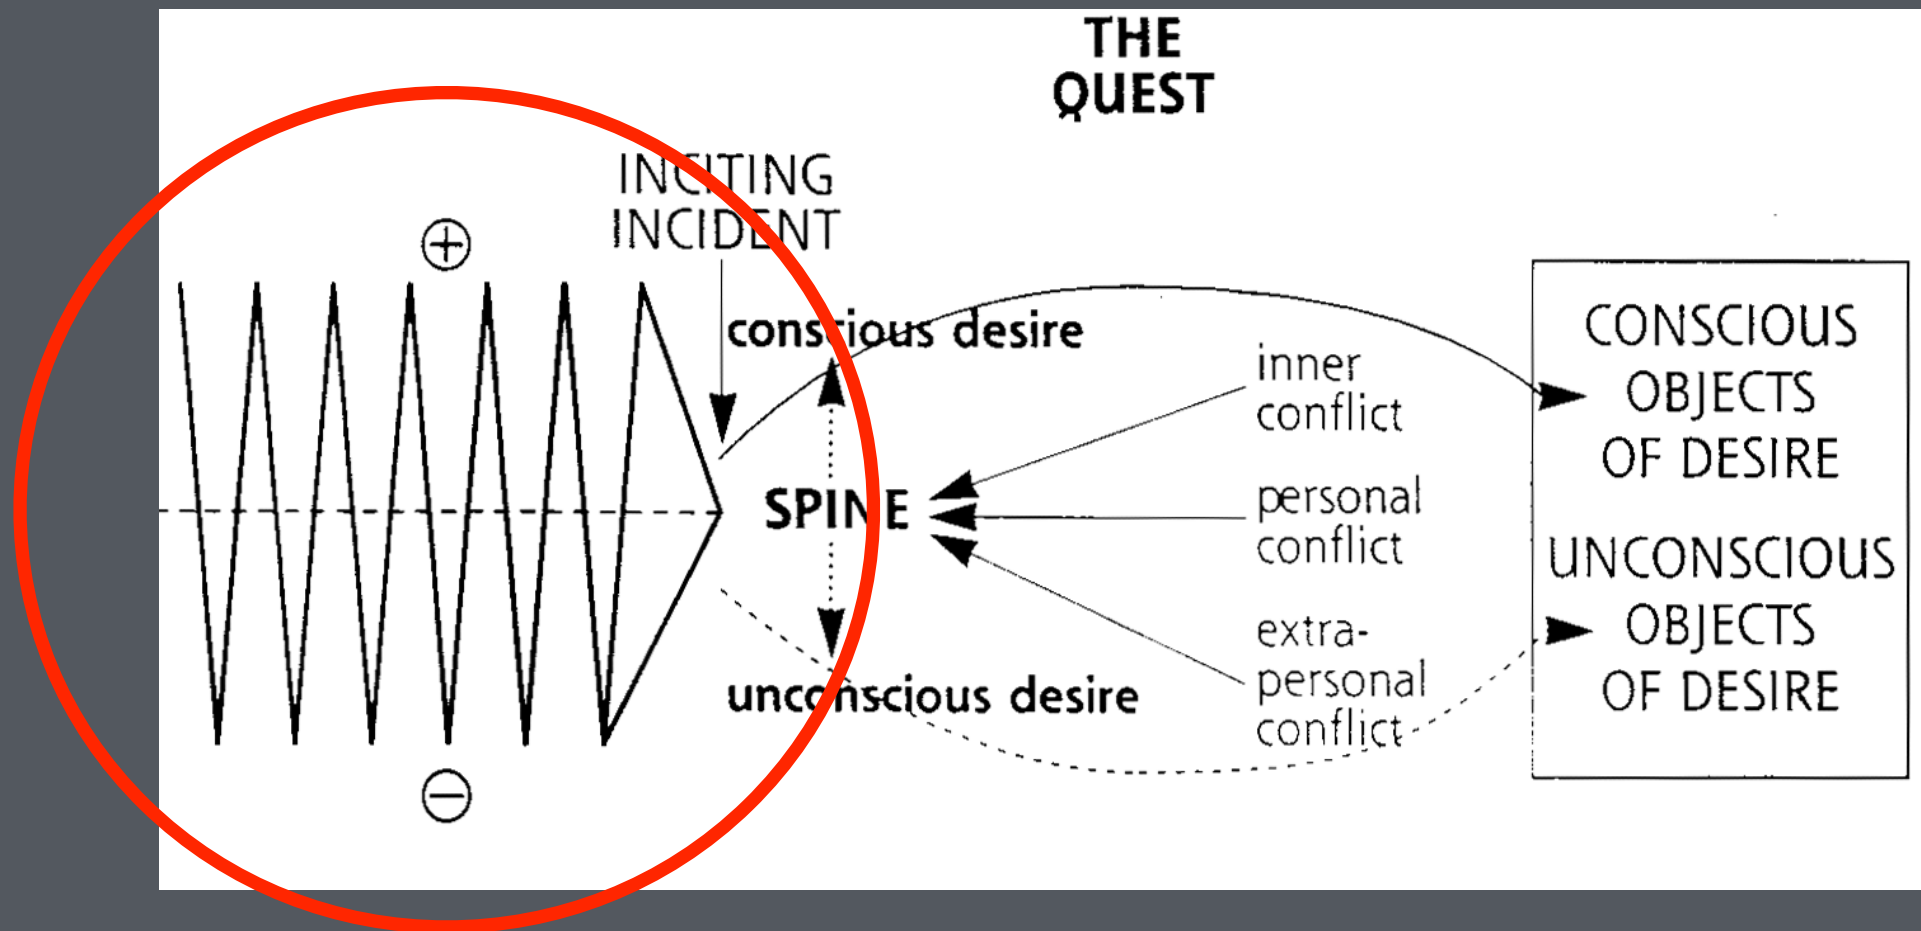 THE
QUEST
INCITING
INCIDENT
+
conscious desire
SPINE
unconscious desire
−
inner
conflict
personal
conflict
extra-
personal
conflict
CONSCIOUS
OBJECTS
OF DESIRE
UNCONSCIOUS
OBJECTS
OF DESIRE